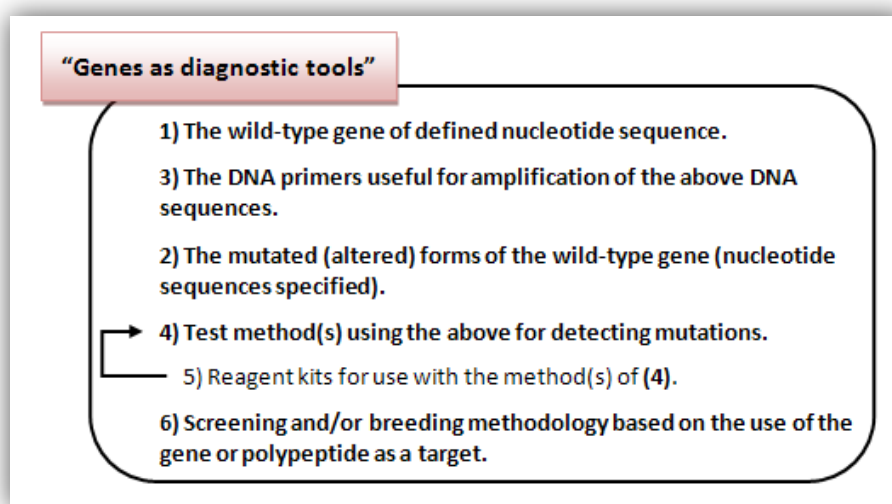 “Genes as diagnostic tools”
1) The wild-type gene of defined nucleotide sequence.
3) The DNA primers useful for amplification of the above DNA
sequences.
2) The mutated (altered) forms of the wild-type gene (nucleotide
sequences specified).
4) Test method(s) using the above for detecting mutations.
5) Reagent kits for use with the method(s) of (4).
6) Screening and/or breeding methodology based on the use of the
gene or polypeptide as a target.